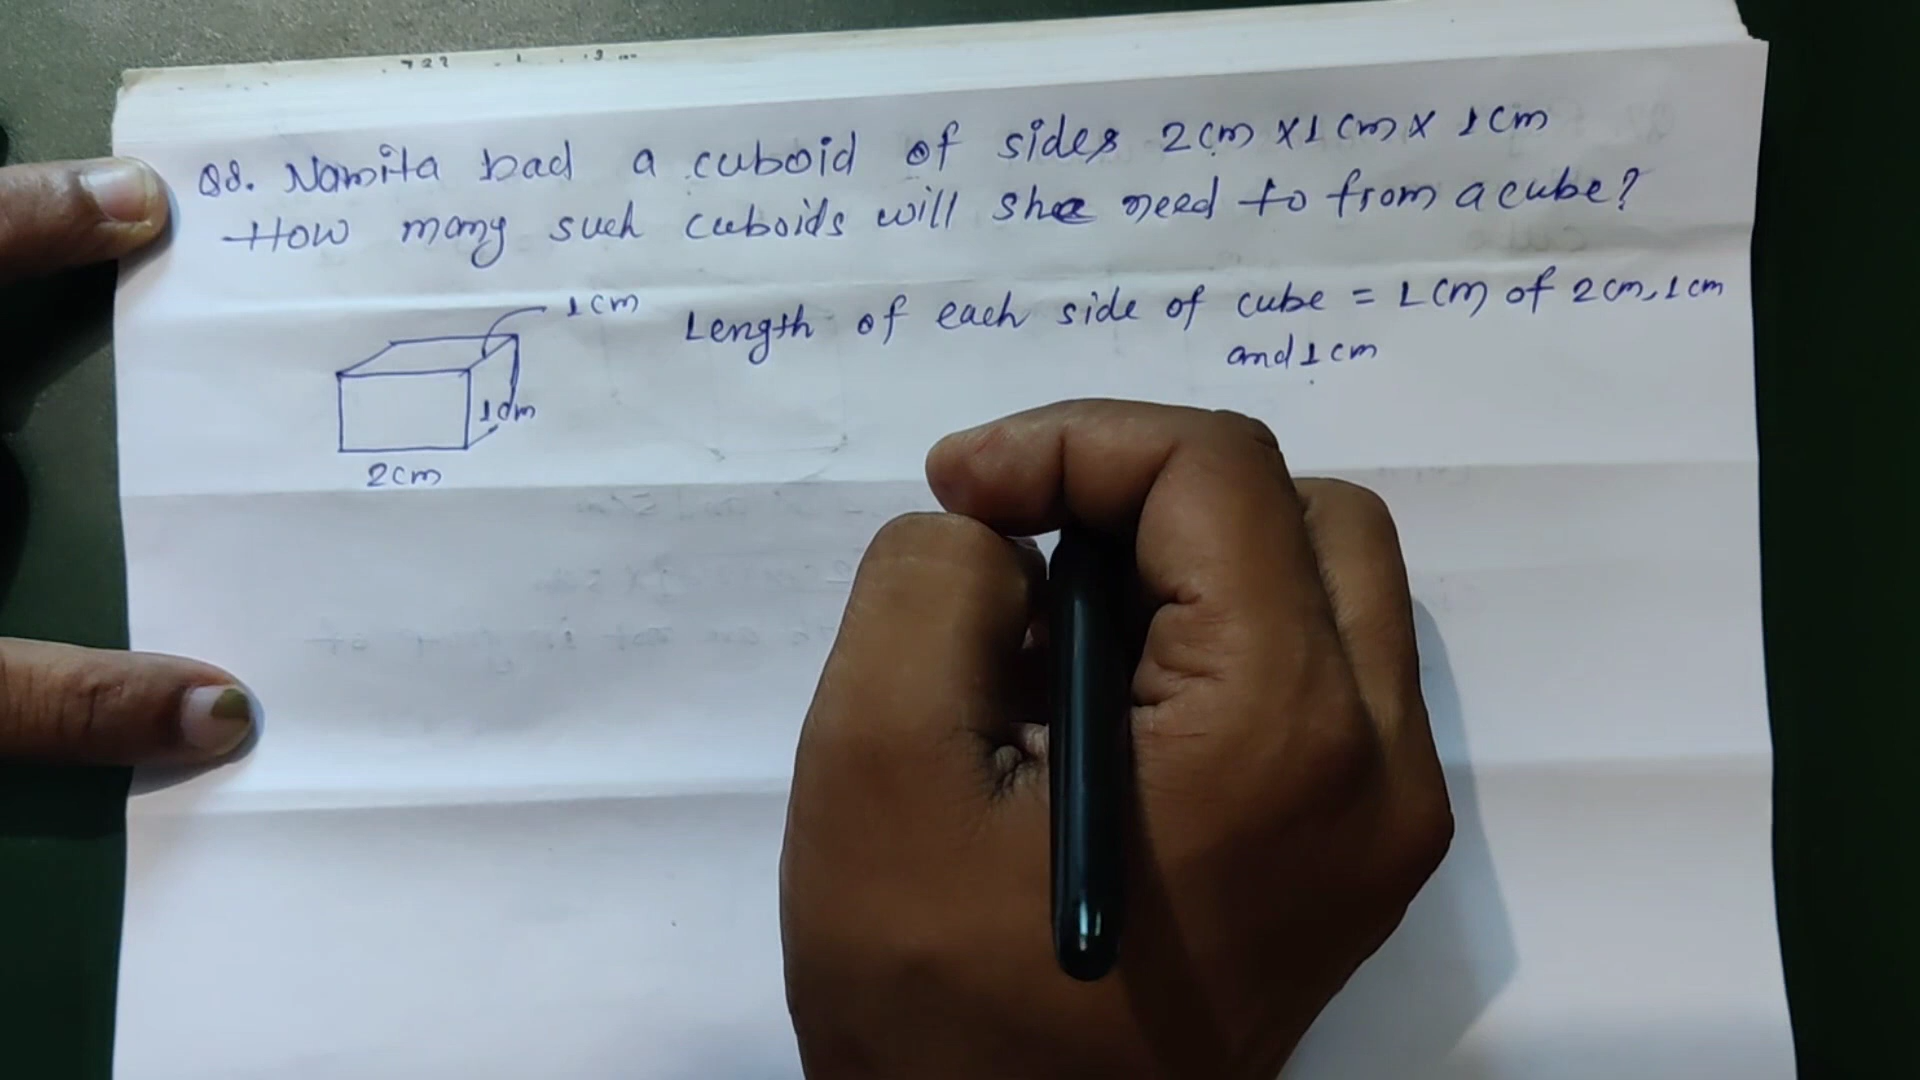 Q8. Namita had a cuboid of sides 2cm x 1cm x 1cm
How many such cuboids will she need to from a cube?
1cm
Length of each side of cube = LCM of 2cm, 1cm
and 1cm
1cm
2cm